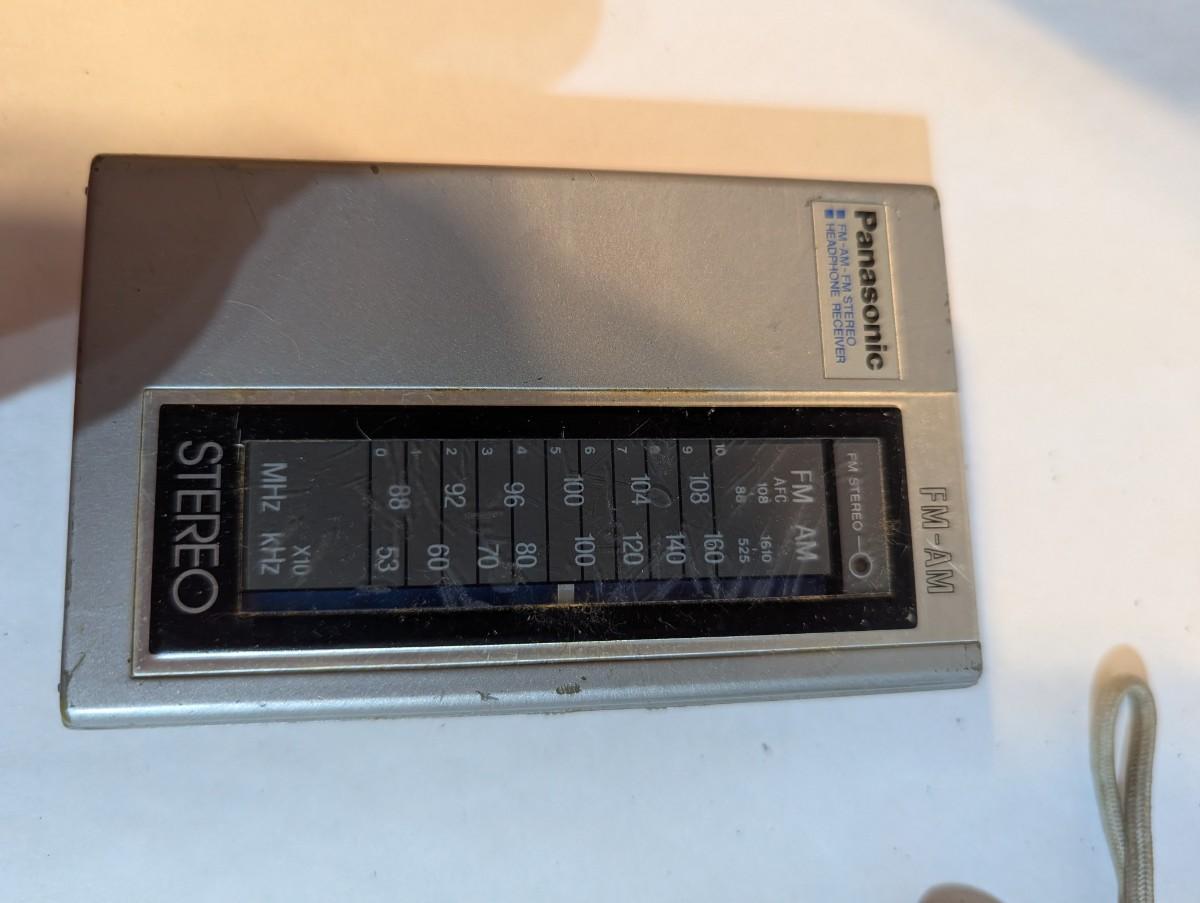 FM-AM
Panasonic
FM-AM-FM STEREO
HEADPHONE RECEIVER
FM STEREO
FM AM
AFC
108 1610
88 525
10 160
9 108 140
8 104
7 120
6 100 100
5
4 96 80
3 70
2 92 60
1 88
0 53
X10
MHz kHz
STEREO